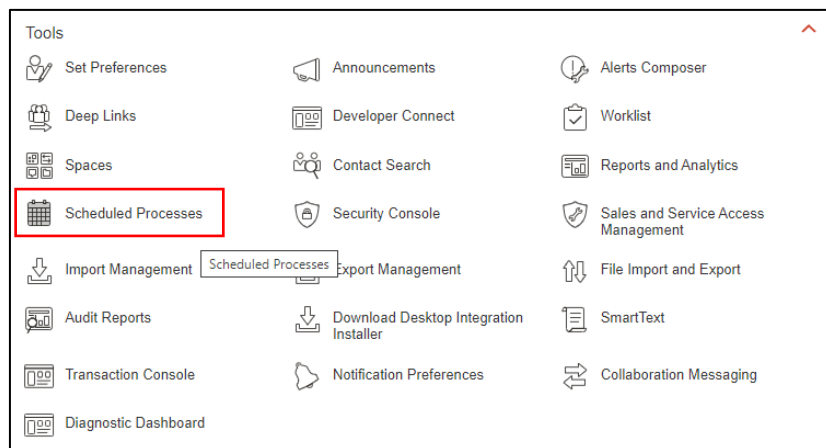 Tools
Set Preferences
Announcements
Alerts Composer
Deep Links
Developer Connect
Worklist
Spaces
Contact Search
Reports and Analytics
Scheduled Processes
Security Console
Sales and Service Access
Management
Scheduled Processes
Import Management
Export Management
File Import and Export
Audit Reports
Download Desktop Integration
Installer
SmartText
Transaction Console
Notification Preferences
Collaboration Messaging
Diagnostic Dashboard